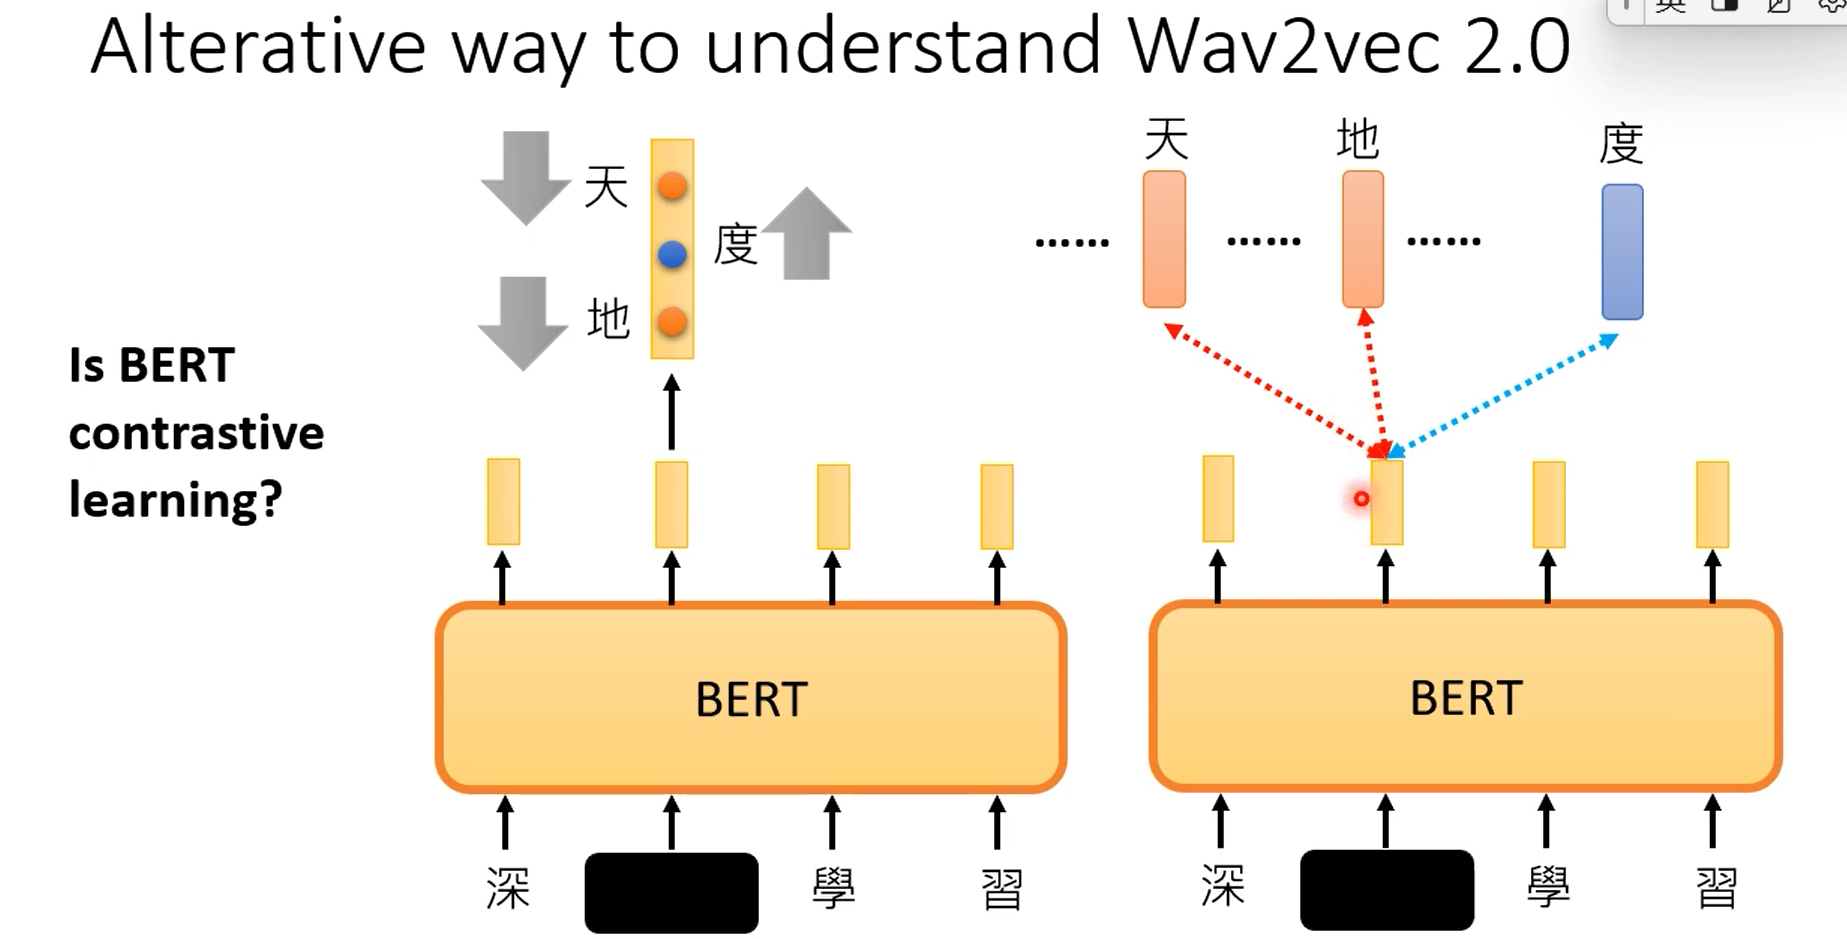 Alterative way to understand Wav2vec 2.0
英
天
度
地
天
地
度
······
······
······
Is BERT
contrastive
learning?
BERT
BERT
深
學
習
深
學
習